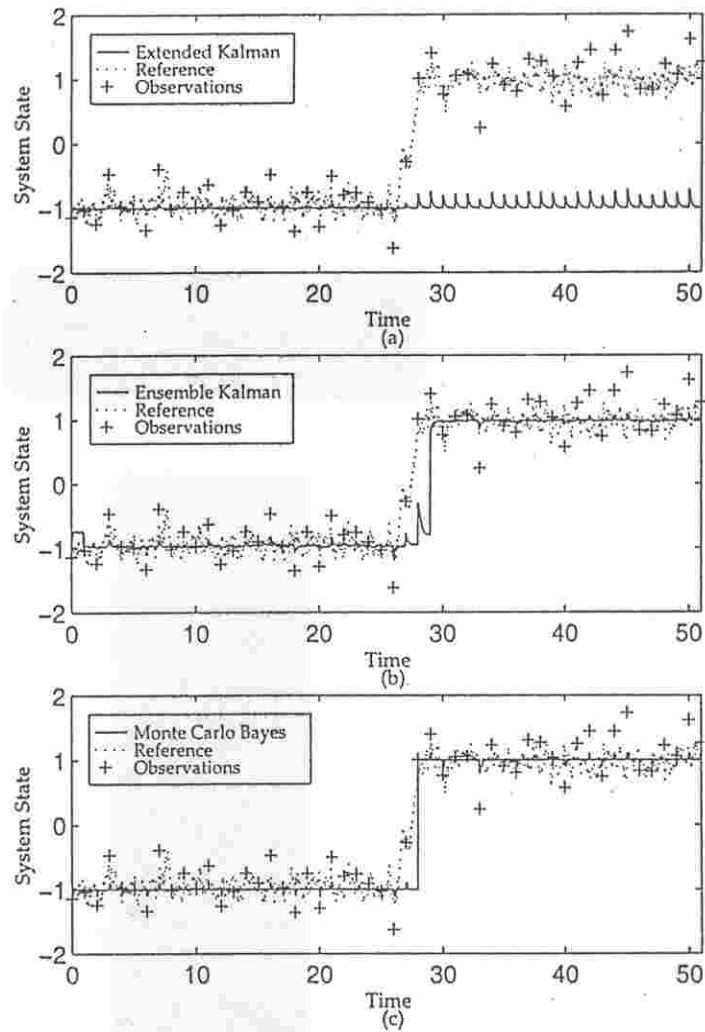 2
1
0
−1
−2
System State
Extended Kalman
Reference
Observations
0 10 20 30 40 50
Time
(a)
2
1
0
−1
−2
System State
Ensemble Kalman
Reference
Observations
0 10 20 30 40 50
Time
(b)
2
1
0
−1
−2
System State
Monte Carlo Bayes
Reference
Observations
0 10 20 30 40 50
Time
(c)